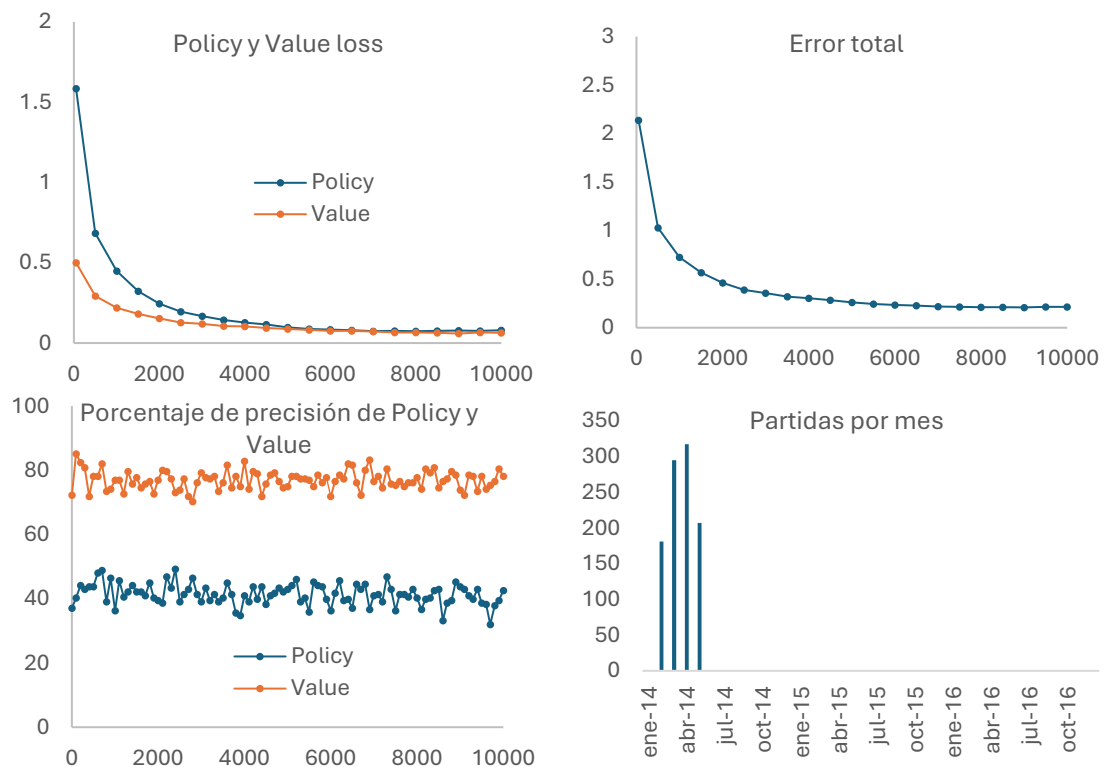 Policy y Value loss
2
1.5
1
0.5
0
Policy
Value
0 2000 4000 6000 8000 10000
Error total
3
2.5
2
1.5
1
0.5
0
0 2000 4000 6000 8000 10000
Porcentaje de precisión de Policy y
Value
100
80
60
40
20
0
Policy
Value
0 2000 4000 6000 8000 10000
Partidas por mes
350
300
250
200
150
100
50
0
ene-14
abr-14
jul-14
oct-14
ene-15
abr-15
jul-15
oct-15
ene-16
abr-16
jul-16
oct-16